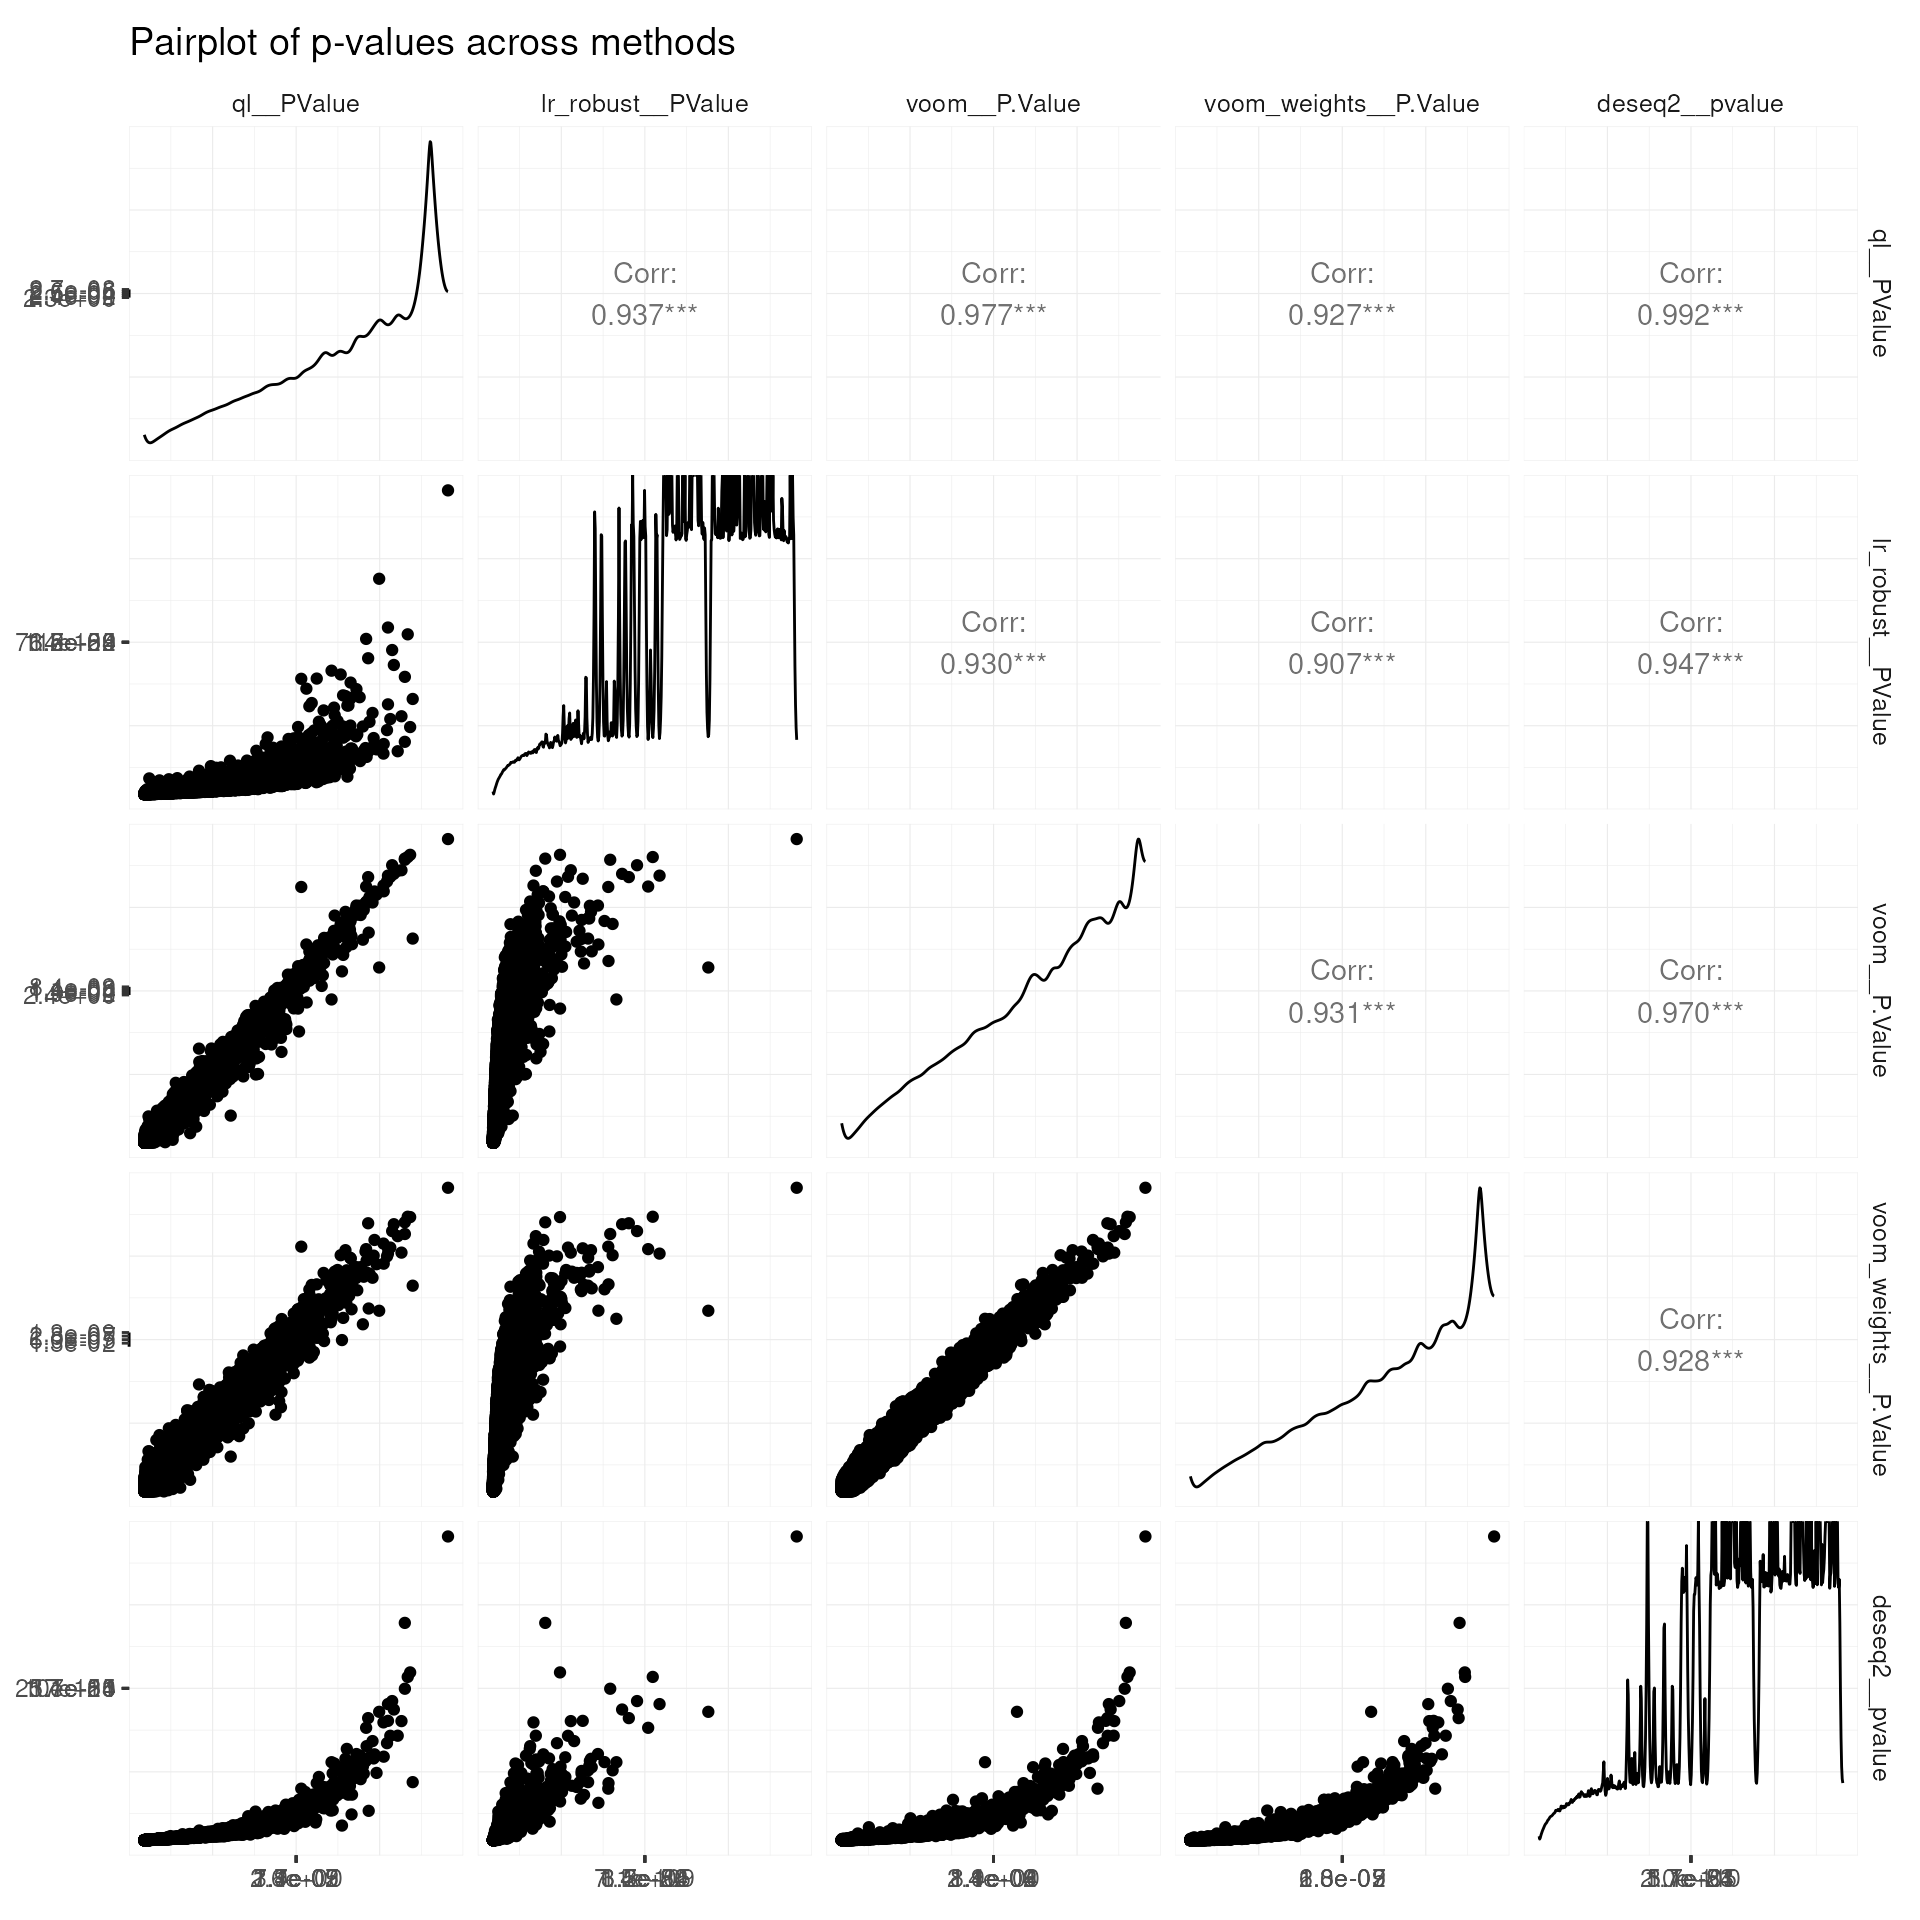 Pairplot of p-values across methods
ql__PValue
lr_robust__PValue
voom__P.Value
voom_weights__P.Value
deseq2__pvalue
Corr:
0.937***
Corr:
0.977***
Corr:
0.927***
Corr:
0.992***
ql__PValue
Corr:
0.930***
Corr:
0.907***
Corr:
0.947***
lr_robust__PValue
Corr:
0.931***
Corr:
0.970***
voom__P.Value
Corr:
0.928***
voom_weights__P.Value
deseq2__pvalue